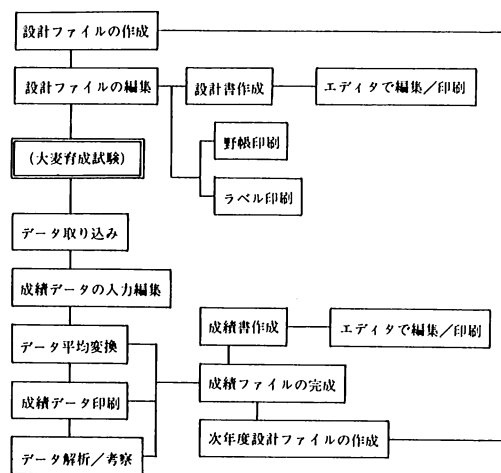 設計ファイルの作成
設計ファイルの編集
設計書作成
エディタで編集/印刷
野帳印刷
(大麦育成試験)
ラベル印刷
データ取り込み
成績データの入力編集
成績書作成
エディタで編集/印刷
データ平均変換
成績ファイルの完成
成績データ印刷
次年度設計ファイルの作成
データ解析/考察